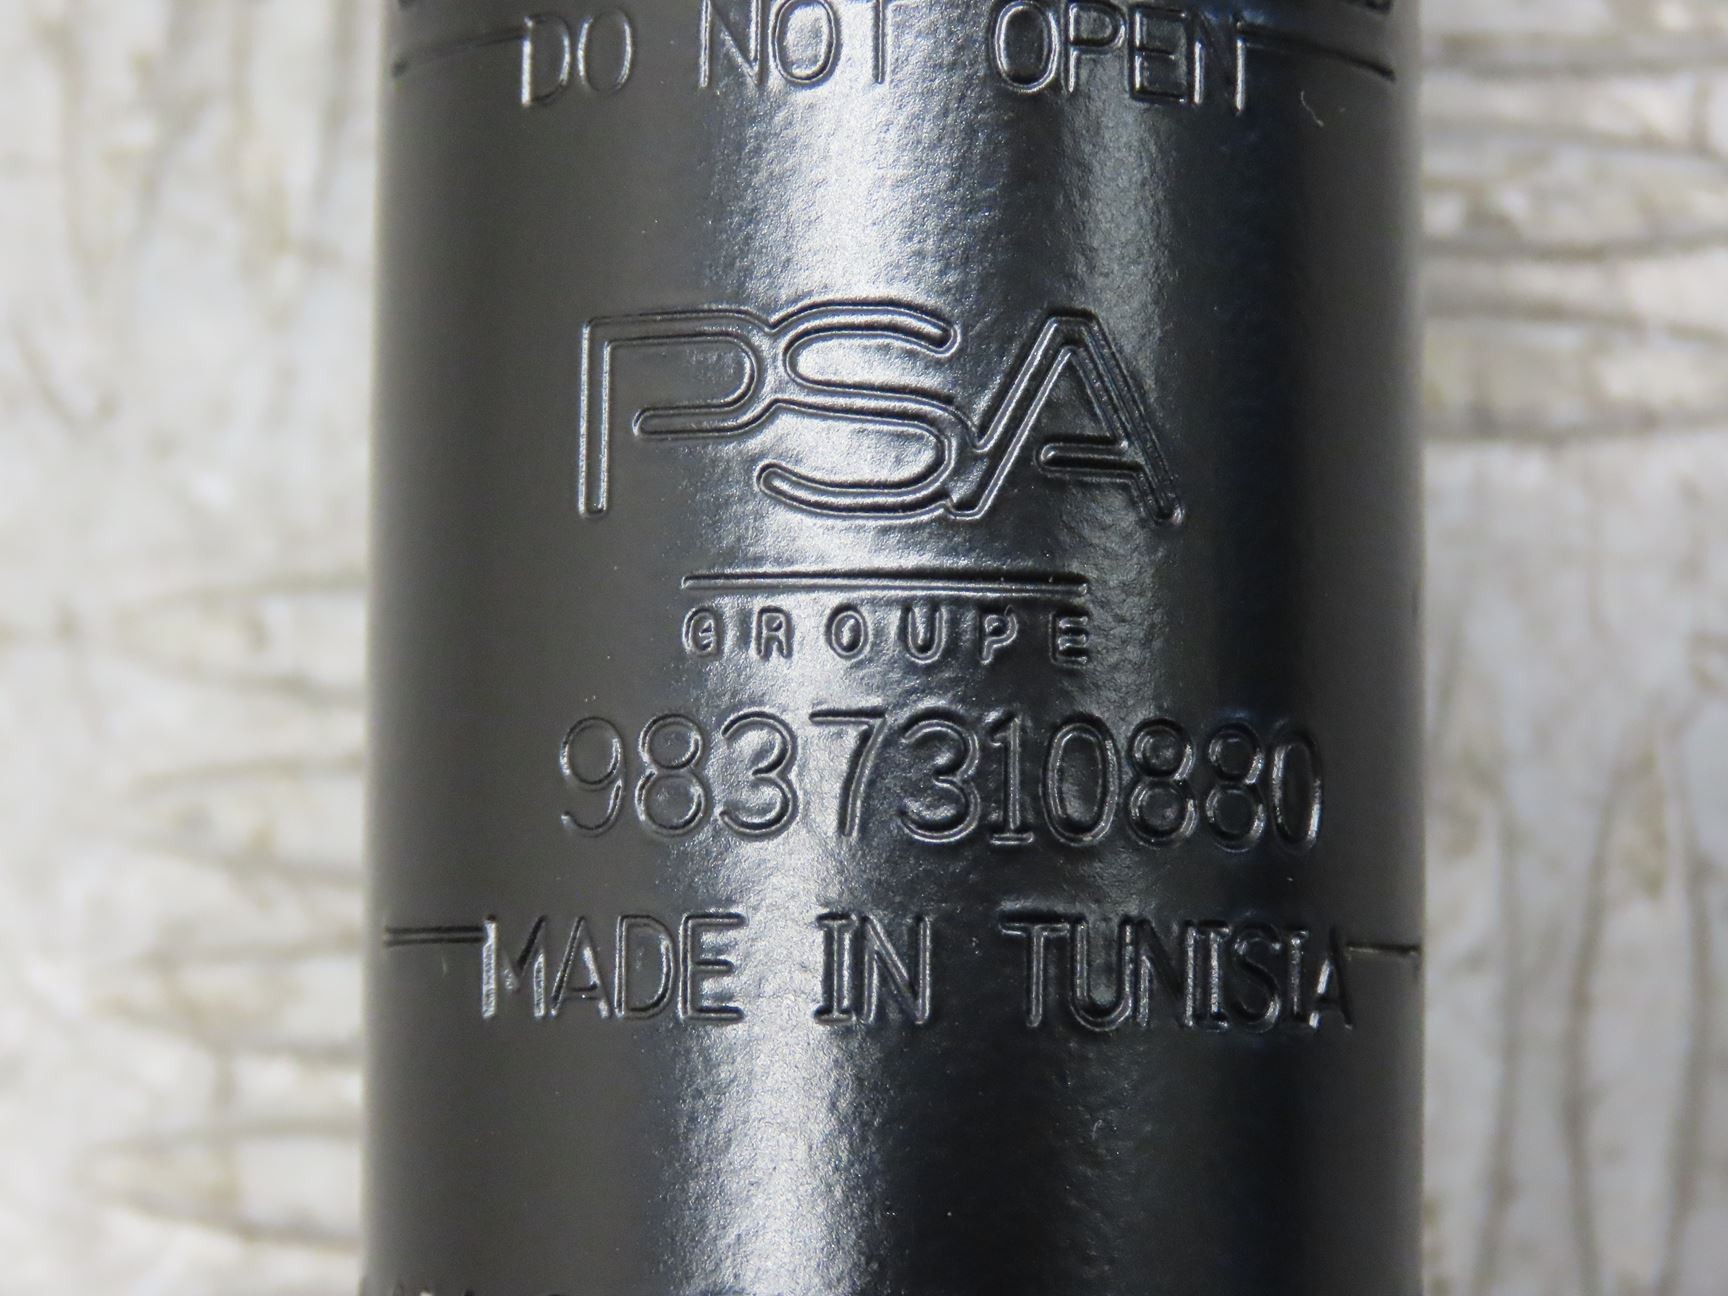 DO NOT OPEN
PSA
GROUPE
9837310880
MADE IN TUNISIA